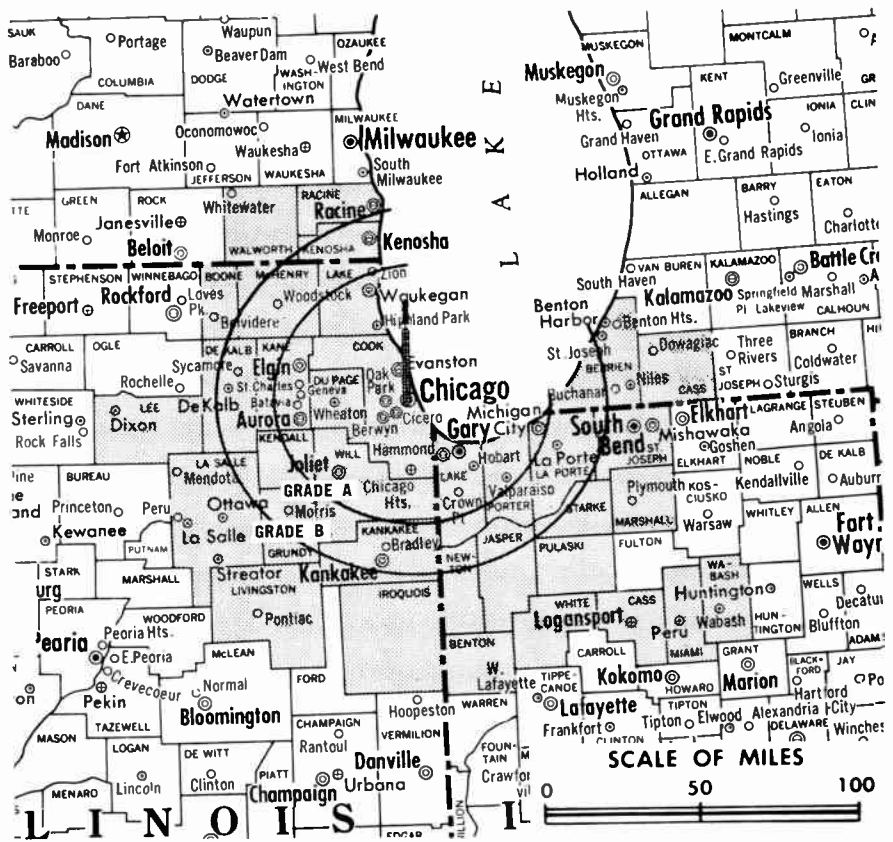 SAUK
Portage
Waupun
OZAUKEE
Baraboo
Beaver Dam
WASH-
INGTON
West Bend
COLUMBIA
DODGE
DANE
Watertown
Madison
Oconomowoc
MILWAUKEE
Milwaukee
Waukesha
Fort Atkinson
JEFFERSON
WAUKESHA
South
Milwaukee
GREEN
ROCK
Whitewater
RACINE
Racine
Janesville
Monroe
Beloit
WALWORTH
KENOSHA
Kenosha
LAKE
MUSKEGON
MONTCALM
Muskegon
KENT
Greenville
Muskegon
Hts.
Grand Rapids
IONIA
CLIN
Grand Haven
OTTAWA
E. Grand Rapids
Ionia
Holland
ALLEGAN
BARRY
EATON
Hastings
Charlotte
South
Haven
VAN BUREN
KALAMAZOO
Battle Cr
Kalamazoo
Springfield
Pl
Lakeview
Marshall
CALHOUN
Benton
Harbor
Benton Hts.
St. Joseph
BERRIEN
Dowagiac
Three
Rivers
BRANCH
Coldwater
Buchanan
Niles
CASS
ST
JOSEPH
Sturgis
STEPHENSON
WINNEBAGO
BOONE
McHENRY
LAKE
Zion
Freeport
Rockford
Loves
Pk.
Belvidere
Woodstock
Waukegan
Highland Park
CARROLL
Savanna
OGLE
DE KALB
KANE
COOK
Sycamore
Elgin
Evanston
Rochelle
St. Charles
DU PAGE
Oak
Park
Chicago
WHITESIDE
LEE
De Kalb
Geneva
Batavia
Wheaton
Cicero
Sterling
Rock Falls
Dixon
Aurora
Berwyn
KENDALL
WILL
Hammond
Gary
Michigan
City
South
Bend
Elkhart
LAGRANGE
STEUBEN
Mishawaka
Angola
BUREAU
LA SALLE
Mendota
Joliet
LAKE
Hobart
La Porte
LA PORTE
ST
JOSEPH
Goshen
ELKHART
NOBLE
DE KALB
GRADE A
Chicago
Hts.
Crown
Pt
Valparaiso
PORTER
Plymouth
KOS-
CIUSKO
Kendallville
Auburn
Princeton
Peru
Ottawa
Morris
STARKE
MARSHALL
Warsaw
WHITLEY
ALLEN
Kewanee
La Salle
GRADE B
KANKAKEE
Bradley
Fort
Wayn
PUTNAM
GRUNDY
NEW-
TON
JASPER
PULASKI
FULTON
STARK
MARSHALL
Streator
LIVINGSTON
Kankakee
IROQUOIS
WA-
BASH
Huntington
WELLS
PEORIA
WOODFORD
Pontiac
WHITE
CASS
Decatu
Peoria Hts.
Logansport
Peru
Wabash
HUN-
TINGTON
Bluffton
E. Peoria
McLEAN
BENTON
MIAMI
ADAM
Crevecoeur
Normal
FORD
W.
Lafayette
CARROLL
GRANT
BLACK-
FORD
JAY
Pekin
Bloomington
TIPPE-
CANOE
Kokomo
HOWARD
Marion
Hartford
City
TAZEWELL
Hoopeston
WARREN
Lafayette
TIPTON
Tipton
Elwood
Alexandria
MASON
CHAMPAIGN
VERMILION
Frankfort
CLINTON
DELAWARE
Winches
LOGAN
DE WITT
Rantoul
FOUN-
TAIN
Lincoln
Clinton
PIATT
Danville
Urbana
Champaign
MENARD
EDGAR
LINOIS
I
SCALE OF MILES
0
50
100